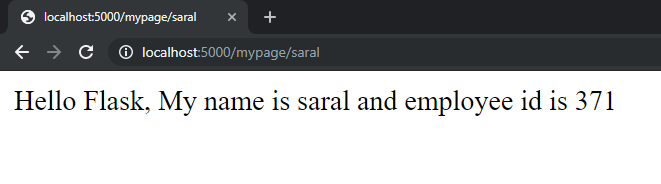 localhost:5000/mypage/saral
localhost:5000/mypage/saral
Hello Flask, My name is saral and employee id is 371